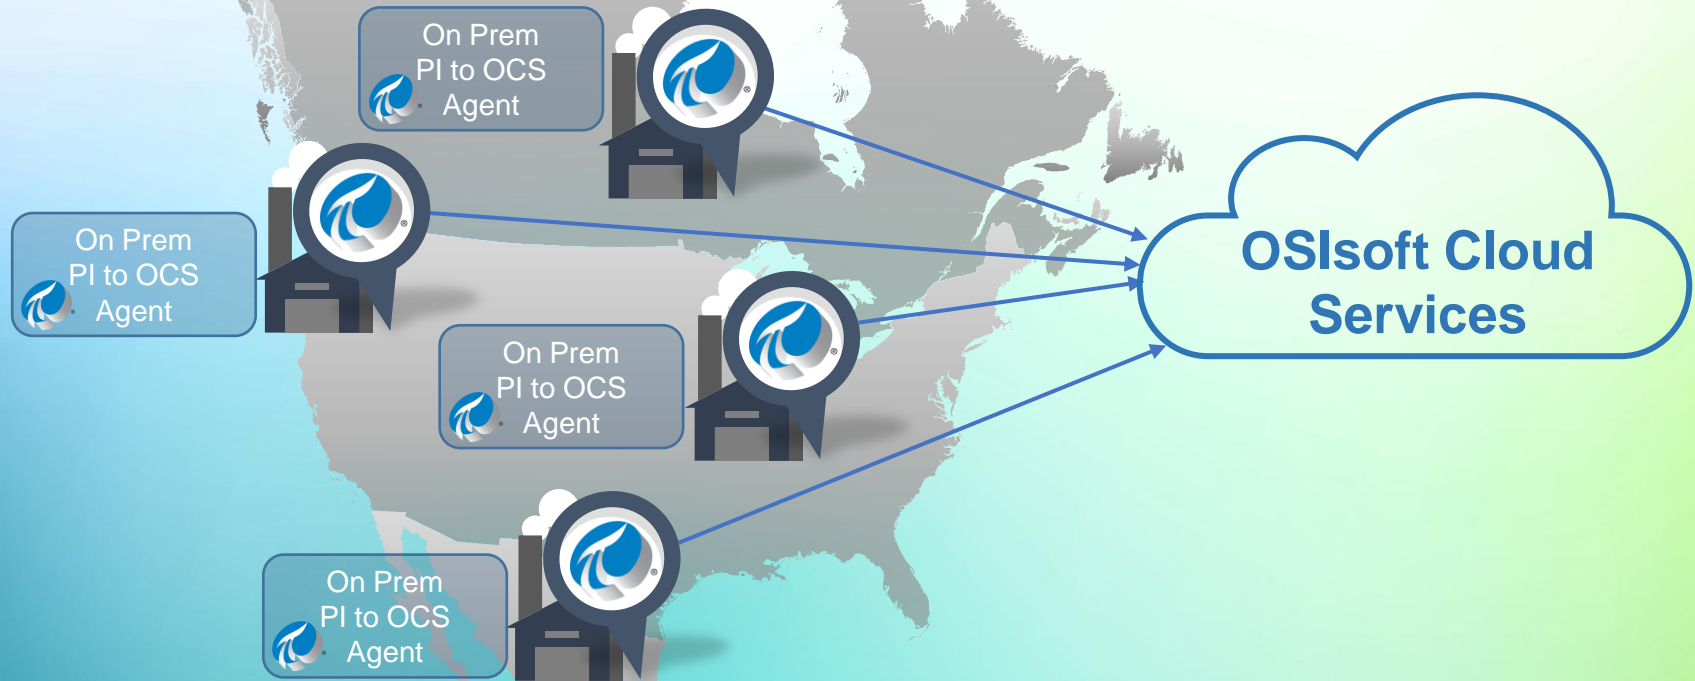 On Prem
PI to OCS
Agent
On Prem
PI to OCS
Agent
On Prem
PI to OCS
Agent
On Prem
PI to OCS
Agent
OSIsoft Cloud
Services